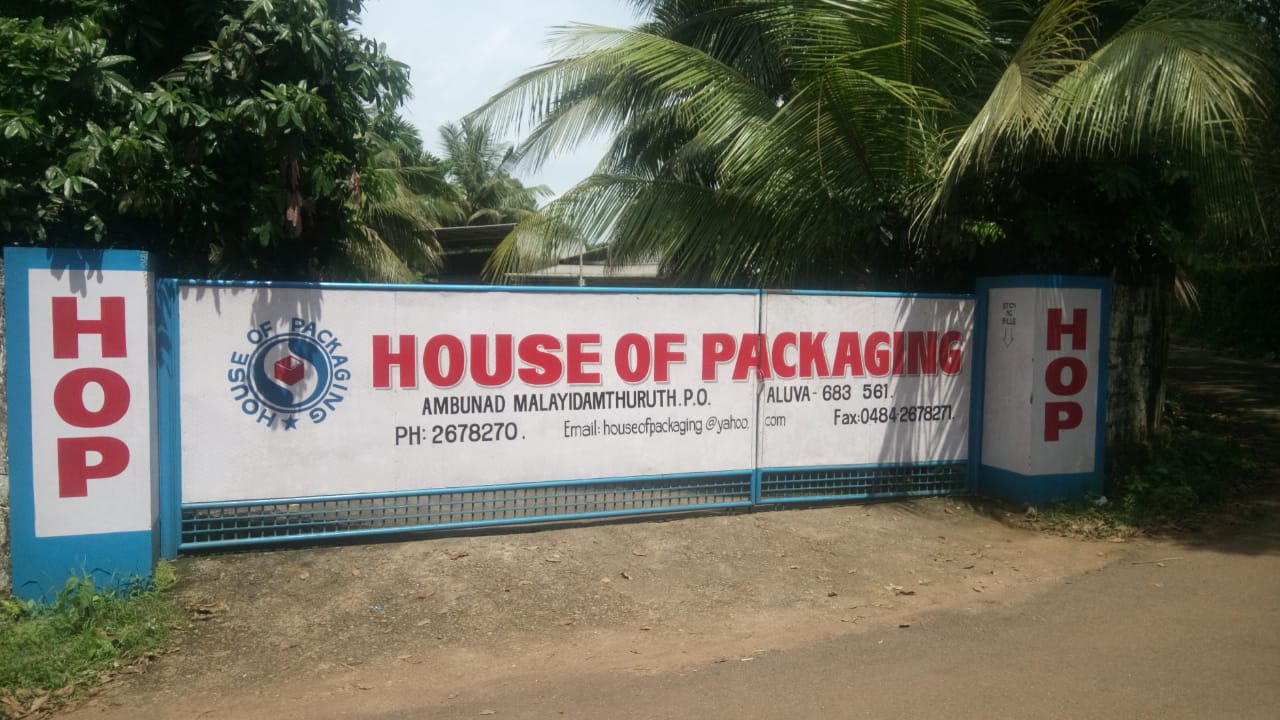 HOP
HOUSE OF PACKAGING
HOUSE OF PACKAGING
AMBUNAD MALAYIDAMTHURUTH.P.O. ALUVA - 683 561.
PH: 2678270. Email: houseofpackaging@yahoo.com Fax:0484-2678271.
HOP